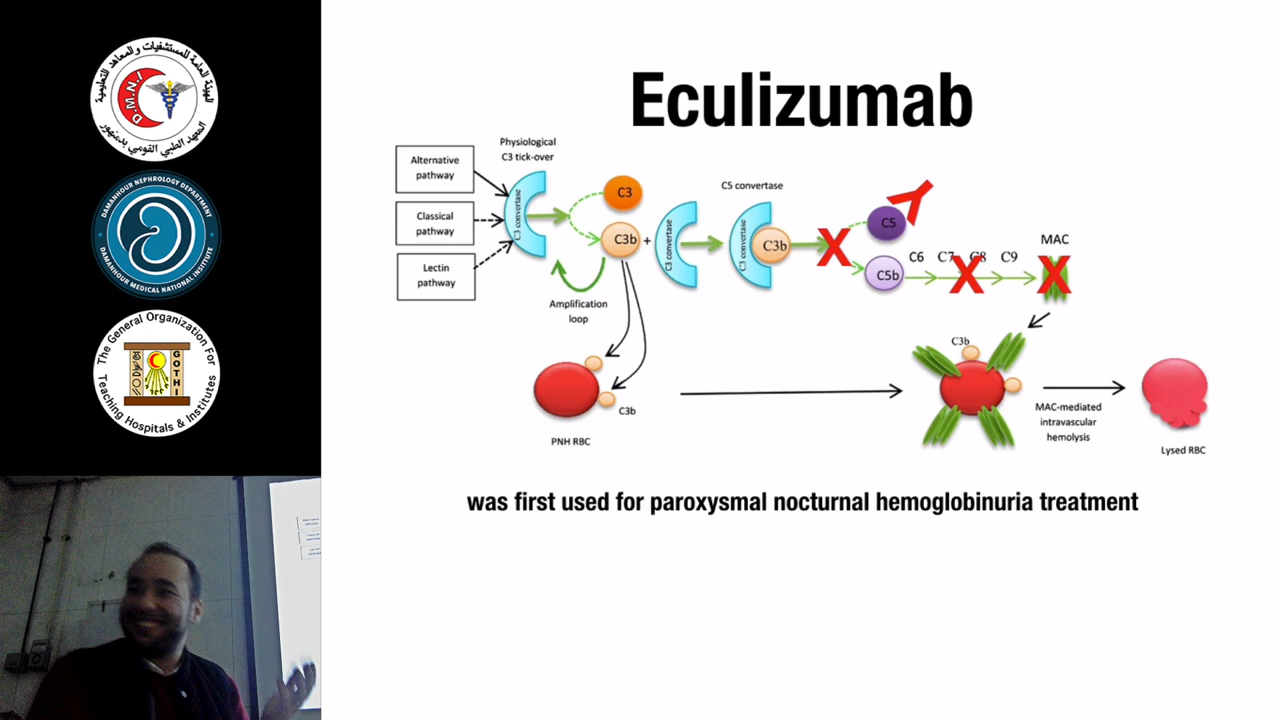 الهيئة العامة للمستشفيات والمعاهد التعليمية
D.M.N.I
المعهد الطبي القومي بدمنهور
DAMANHOUR NEPHROLOGY DEPARTMENT
DAMANHOUR MEDICAL NATIONAL INSTITUTE
The General Organization For
GOTHI
Teaching Hospitals & Institutes
Eculizumab
Physiological
C3 tick-over
Alternative
pathway
Classical
pathway
Lectin
pathway
C3 convertase
C3
C3b
+
C3 convertase
C5 convertase
C3 convertase
C3b
C5
C5b
C6
C7
C8
C9
MAC
Amplification
loop
C3b
PNH RBC
C3b
MAC-mediated
intravascular
hemolysis
Lysed RBC
was first used for paroxysmal nocturnal hemoglobinuria treatment